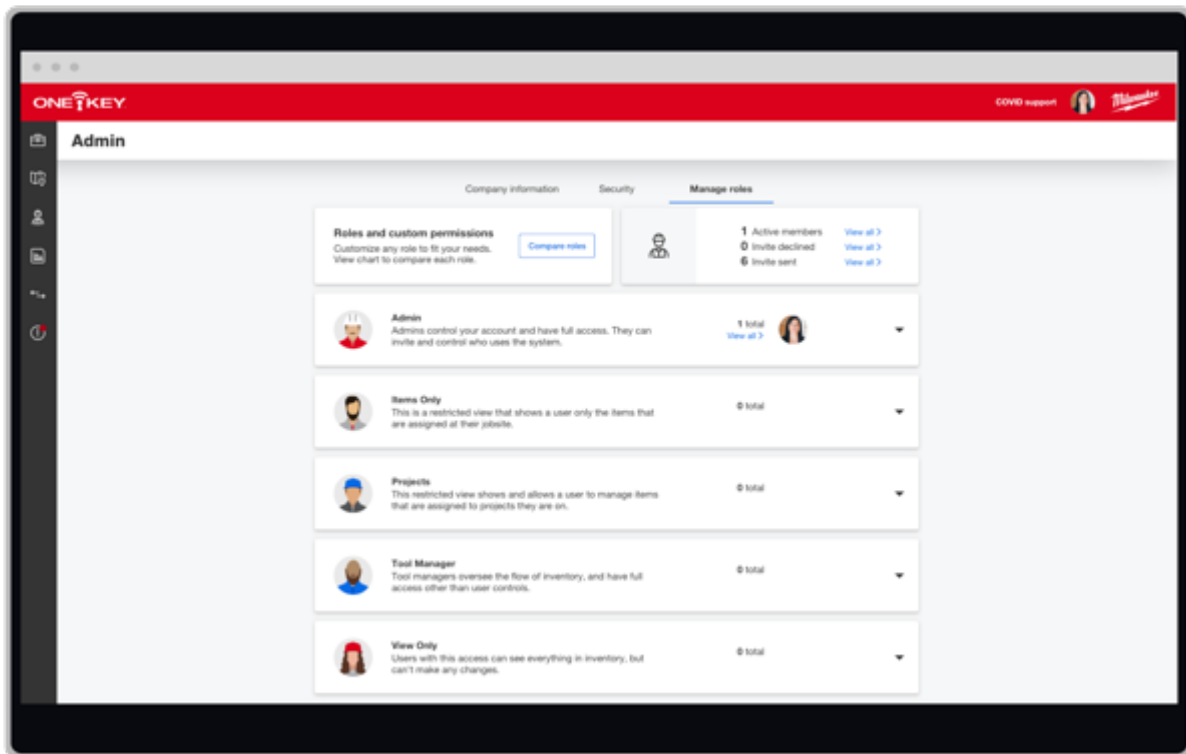 ONE KEY
COVID support
Milwaukee
Admin
Company information
Security
Manage roles
Roles and custom permissions
Customize any role to fit your needs.
View chart to compare each role.
Compare roles
1 Active members View all >
0 Invite declined View all >
6 Invite sent View all >
Admin
Admins control your account and have full access. They can
invite and control who uses the system.
1 total
View all >
Items Only
This is a restricted view that shows a user only the items that
are assigned at their jobsite.
0 total
Projects
This restricted view shows and allows a user to manage items
that are assigned to projects they are on.
0 total
Tool Manager
Tool managers oversee the flow of inventory, and have full
access other than user controls.
0 total
View Only
Users with this access can see everything in inventory, but
can't make any changes.
0 total